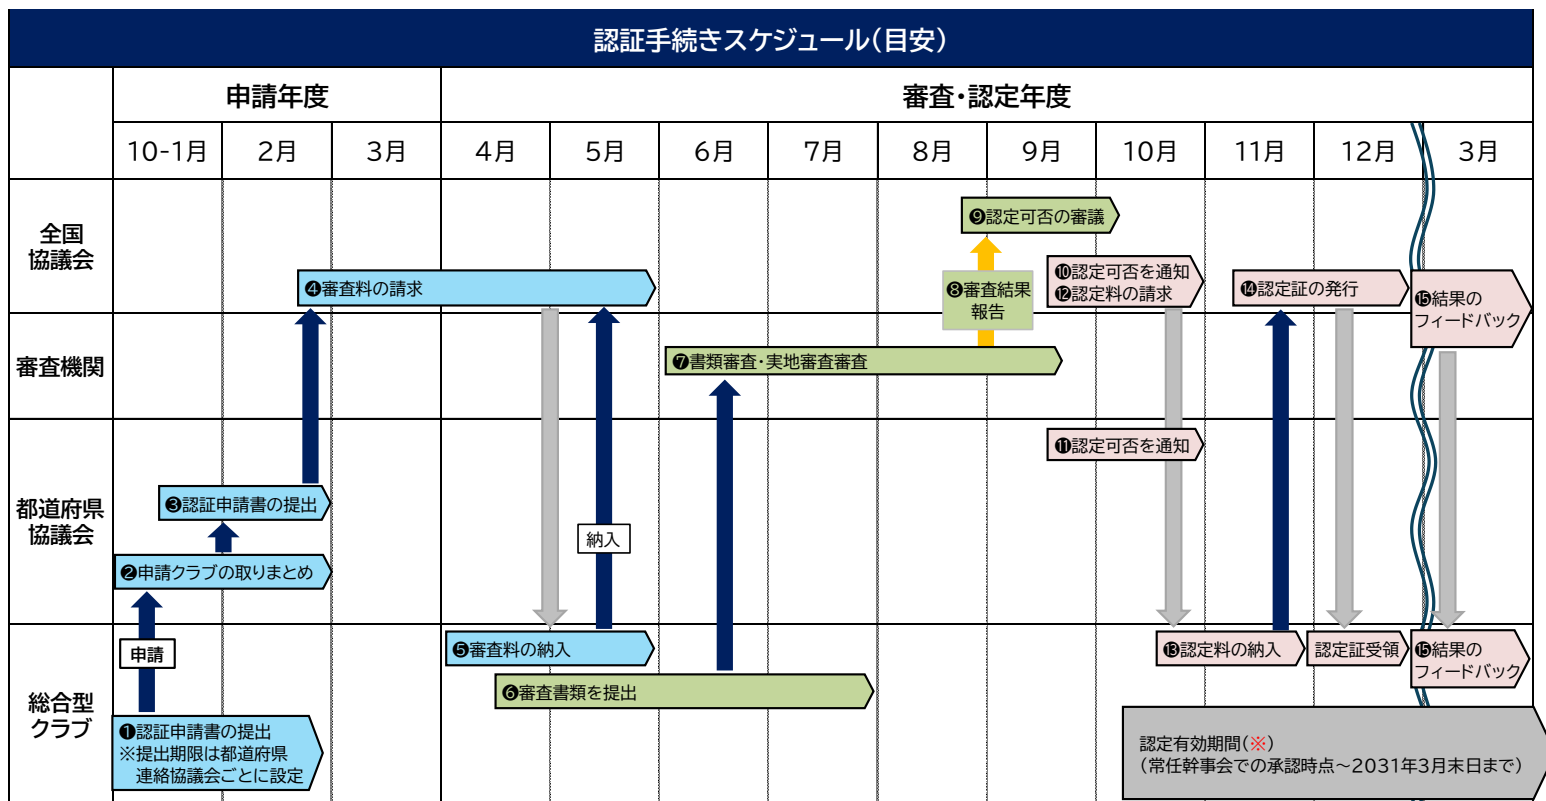 認証手続きスケジュール(目安)
申請年度
審査・認定年度
10-1月
2月
3月
4月
5月
6月
7月
8月
9月
10月
11月
12月
3月
全国
協議会
❾認定可否の審議
❹審査料の請求
❽審査結果
報告
❿認定可否を通知
⓬認定料の請求
⓮認定証の発行
⓯結果の
フィードバック
審査機関
❼書類審査・実地審査審査
都道府県
協議会
⓫認定可否を通知
❸認証申請書の提出
納入
❷申請クラブの取りまとめ
総合型
クラブ
申請
❺審査料の納入
⓭認定料の納入
認定証受領
⓯結果の
フィードバック
❻審査書類を提出
❶認証申請書の提出
※提出期限は都道府県
連絡協議会ごとに設定
認定有効期間(※)
(常任幹事会での承認時点~2031年3月末日まで)